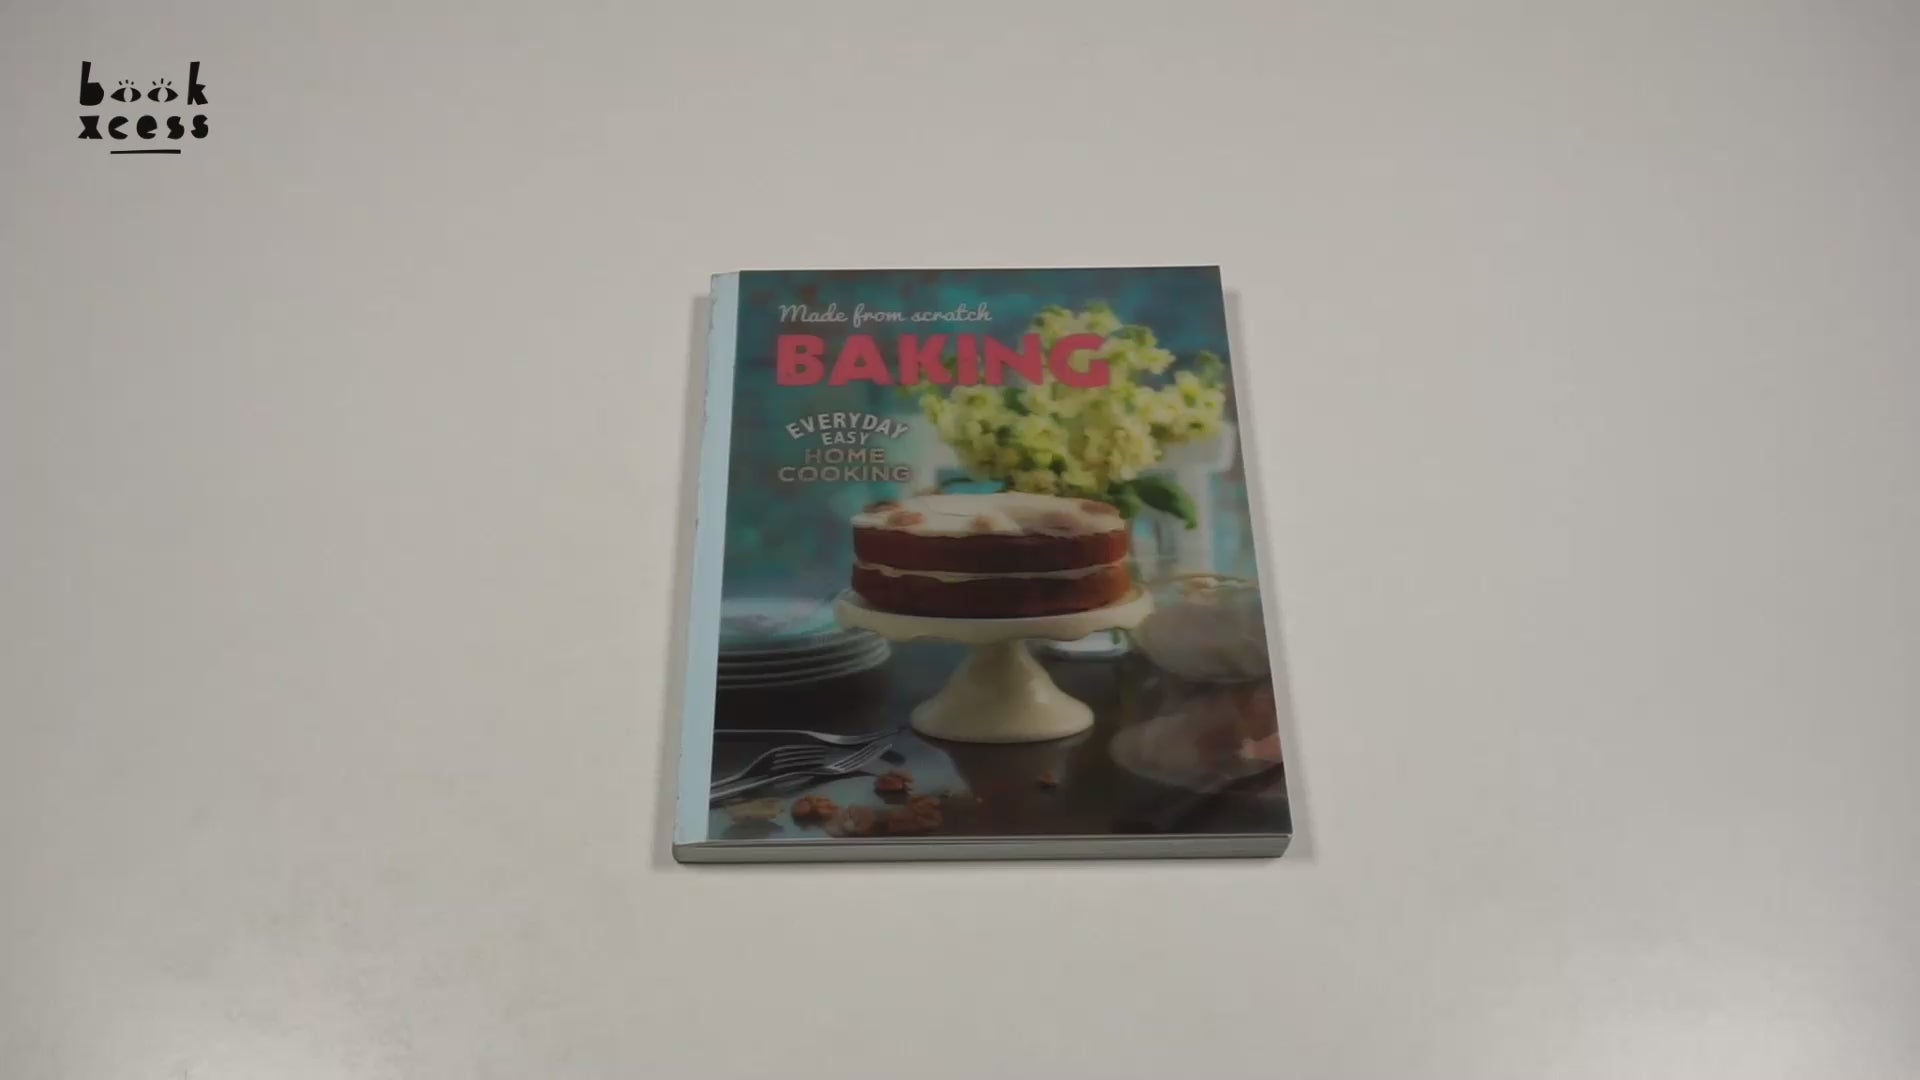 book
xcess
Made from scratch
BAKING
EVERYDAY
EASY
HOME
COOKING